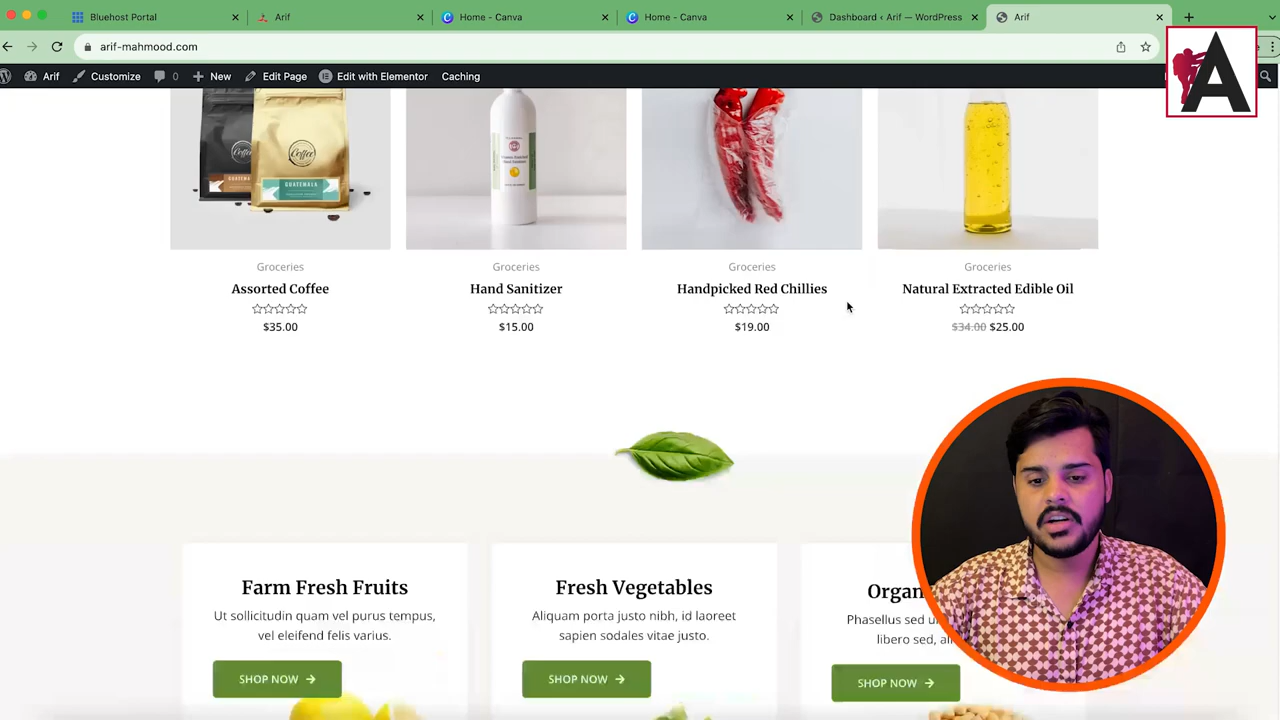 Bluehost Portal
Arif
Home - Canva
Home - Canva
Dashboard ‹ Arif — WordPress
Arif
arif-mahmood.com
A
Arif
Customize
0
New
Edit Page
Edit with Elementor
Caching
Coffee
Coffee
GUATEMALA
Groceries
Groceries
Groceries
Groceries
Assorted Coffee
Hand Sanitizer
Handpicked Red Chillies
Natural Extracted Edible Oil
$35.00
$15.00
$19.00
$34.00 $25.00
Farm Fresh Fruits
Ut sollicitudin quam vel purus tempus,
vel eleifend felis varius.
SHOP NOW
Fresh Vegetables
Aliquam porta justo nibh, id laoreet
sapien sodales vitae justo.
SHOP NOW
Organ
Phasellus sed u
libero sed, al
SHOP NOW